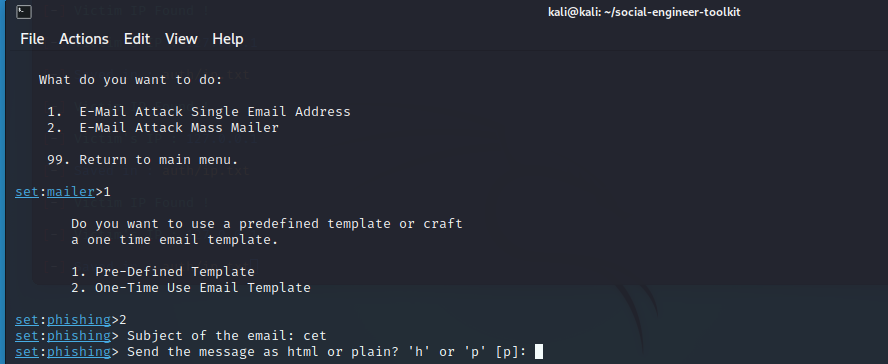 kali@kali: ~/social-engineer-toolkit
File Actions Edit View Help
What do you want to do:
1. E-Mail Attack Single Email Address
2. E-Mail Attack Mass Mailer
99. Return to main menu.
set:mailer>1
Do you want to use a predefined template or craft
a one time email template.
1. Pre-Defined Template
2. One-Time Use Email Template
set:phishing>2
set:phishing> Subject of the email: cet
set:phishing> Send the message as html or plain? 'h' or 'p' [p]: